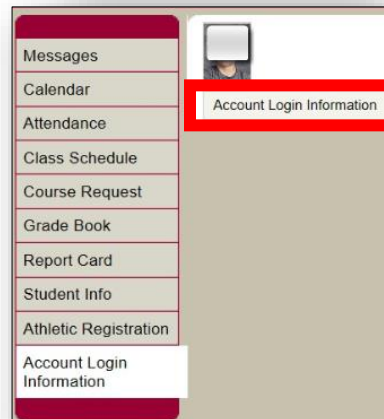 Messages
Calendar
Attendance
Class Schedule
Course Request
Grade Book
Report Card
Student Info
Athletic Registration
Account Login
Information
Account Login Information